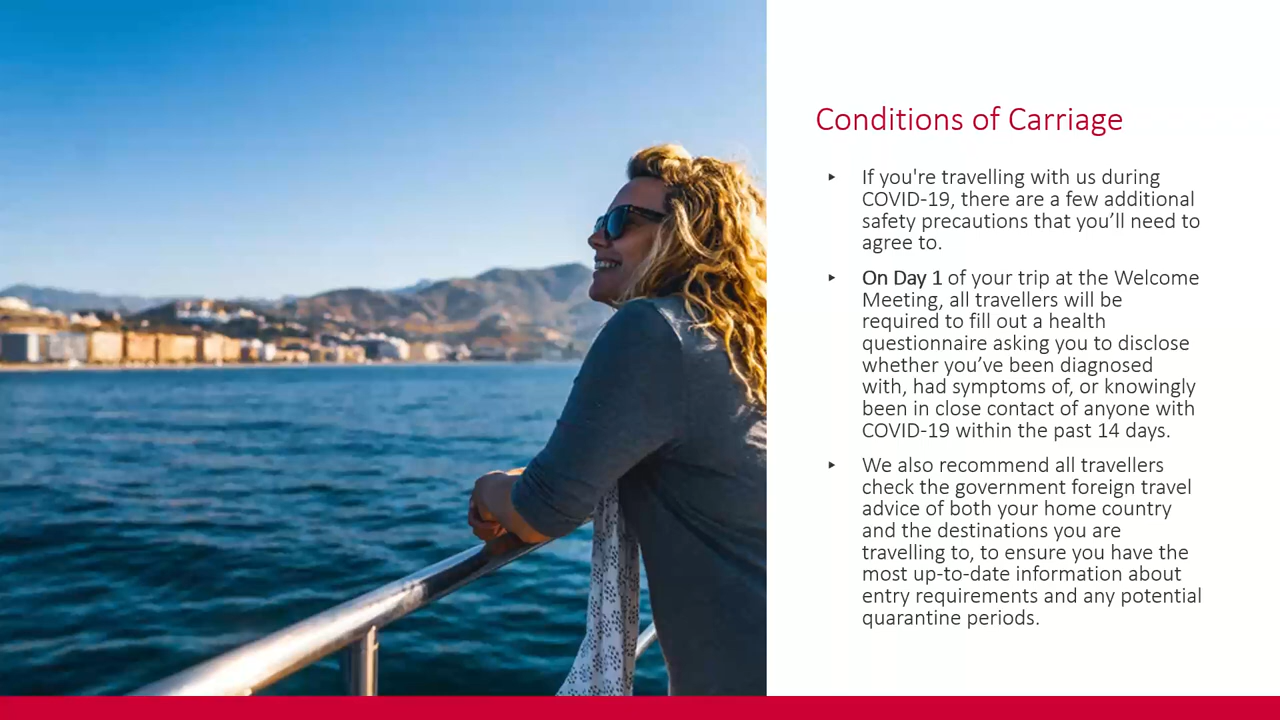 Conditions of Carriage
If you're travelling with us during
COVID-19, there are a few additional
safety precautions that you’ll need to
agree to.
On Day 1 of your trip at the Welcome
Meeting, all travellers will be
required to fill out a health
questionnaire asking you to disclose
whether you’ve been diagnosed
with, had symptoms of, or knowingly
been in close contact of anyone with
COVID-19 within the past 14 days.
We also recommend all travellers
check the government foreign travel
advice of both your home country
and the destinations you are
travelling to, to ensure you have the
most up-to-date information about
entry requirements and any potential
quarantine periods.